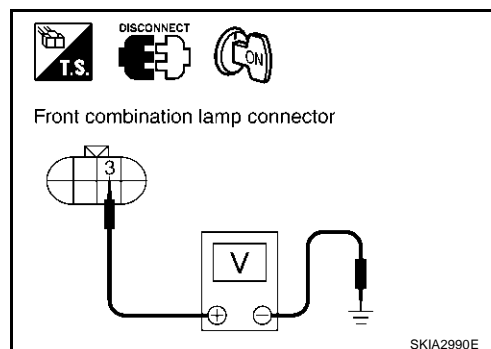 DISCONNECT
T.S.
ON
Front combination lamp connector
3
V
+ −
SKIA2990E